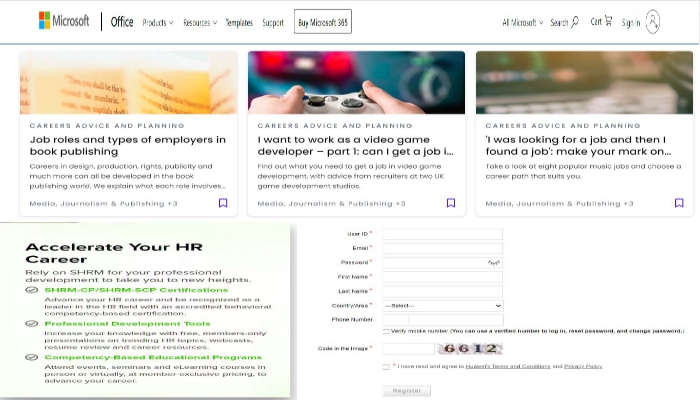 Microsoft Office Products Resources Templates Support Buy Microsoft 365 All Microsoft Search Cart Sign in
CAREERS ADVICE AND PLANNING
Job roles and types of employers in
book publishing
Careers in design, production, rights, publicity and
much more can all be developed in the book
publishing world. We explain what each role involves...
Media, Journalism & Publishing +3
CAREERS ADVICE AND PLANNING
I want to work as a video game
developer – part 1: can I get a job i...
Find out what you need to get a job in video game
development, with advice from recruiters at two UK
game development studios.
Media, Journalism & Publishing +3
CAREERS ADVICE AND PLANNING
'I was looking for a job and then I
found a job': make your mark on...
Take a look at eight popular music jobs and choose a
career path that suits you.
Media, Journalism & Publishing +3
Accelerate Your HR
Career
Rely on SHRM for your professional
development to take you to new heights.
SHRM-CP/SHRM-SCP Certifications
Advance your HR career and be recognized as a
leader in the HR field with an accredited behavioral
competency-based certification.
Professional Development Tools
Increase your knowledge with free, members-only
presentations on trending HR topics, webcasts,
resume review and career resources.
Competency-Based Educational Programs
Attend events, seminars and eLearning courses in
person or virtually, at member-exclusive pricing, to
advance your career.
User ID *
Email *
Password *
First Name *
Last Name *
Country/Area * ---Select---
Phone Number
Verify mobile number (You can use a verified number to log in, reset password, and change password.)
Code in the Image * 6612
* I have read and agree to Huawei's Terms and Conditions and Privacy Policy
Register